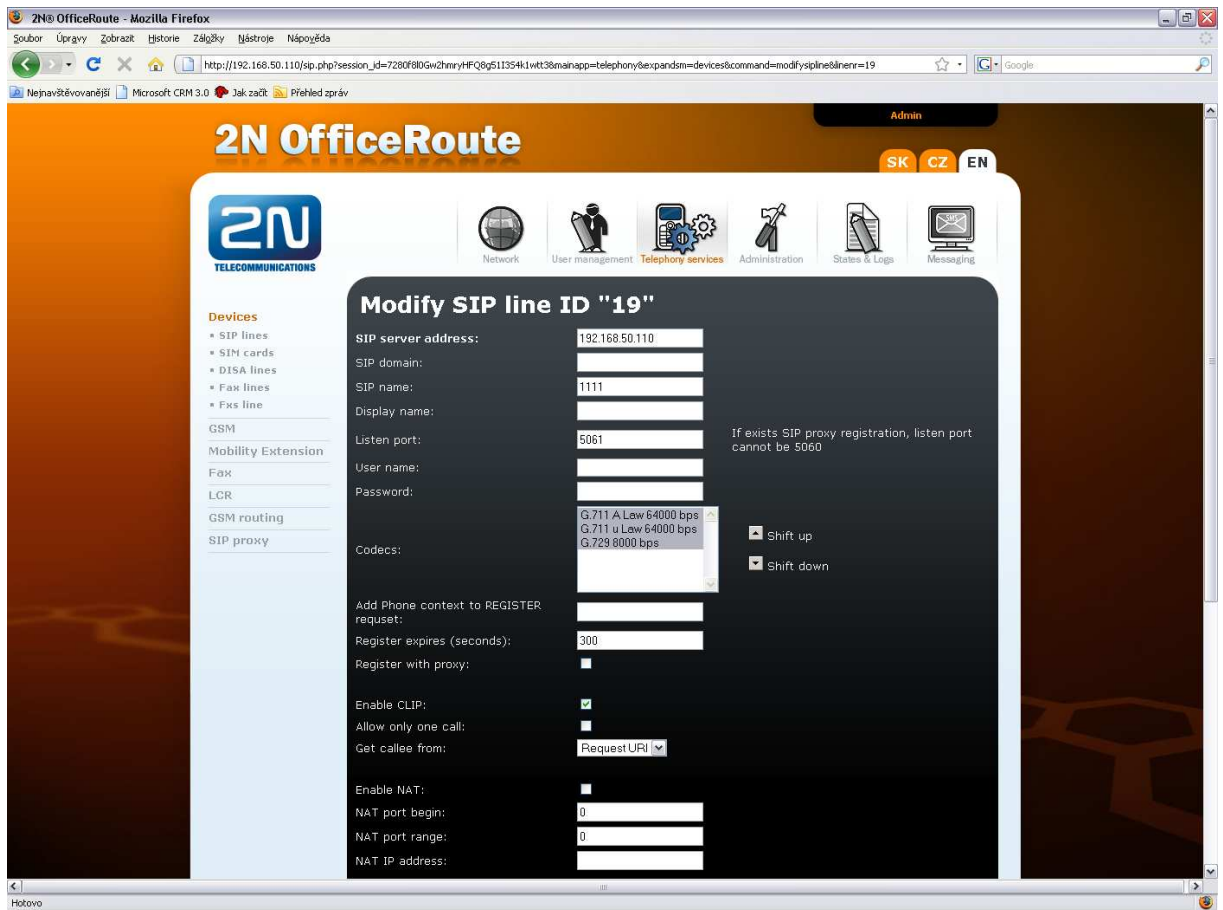 2N® OfficeRoute - Mozilla Firefox
Soubor Úpravy Zobrazit Historie Záložky Nástroje Nápověda
http://192.168.50.110/sip.php?session_id=7280f8l0Gw2hmryHFQ8g51I354k1wtt3&mainapp=telephony&expandsm=devices&command=modifysipline&linenr=19
Google
Nejnavštěvovanější Microsoft CRM 3.0 Jak začít Přehled zpráv
Admin
2N OfficeRoute
SK CZ EN
2N
TELECOMMUNICATIONS
Network User management Telephony services Administration States & Logs Messaging
SMS
Modify SIP line ID "19"
Devices
SIP lines
SIM cards
DISA lines
Fax lines
Fxs line
GSM
Mobility Extension
Fax
LCR
GSM routing
SIP proxy
SIP server address: 192.168.50.110
SIP domain:
SIP name: 1111
Display name:
Listen port: 5061
If exists SIP proxy registration, listen port
cannot be 5060
User name:
Password:
Codecs:
G.711 A Law 64000 bps
G.711 u Law 64000 bps
G.729 8000 bps
Shift up
Shift down
Add Phone context to REGISTER
requset:
Register expires (seconds): 300
Register with proxy:
Enable CLIP:
Allow only one call:
Get callee from: Request URI
Enable NAT:
NAT port begin: 0
NAT port range: 0
NAT IP address:
Hotovo